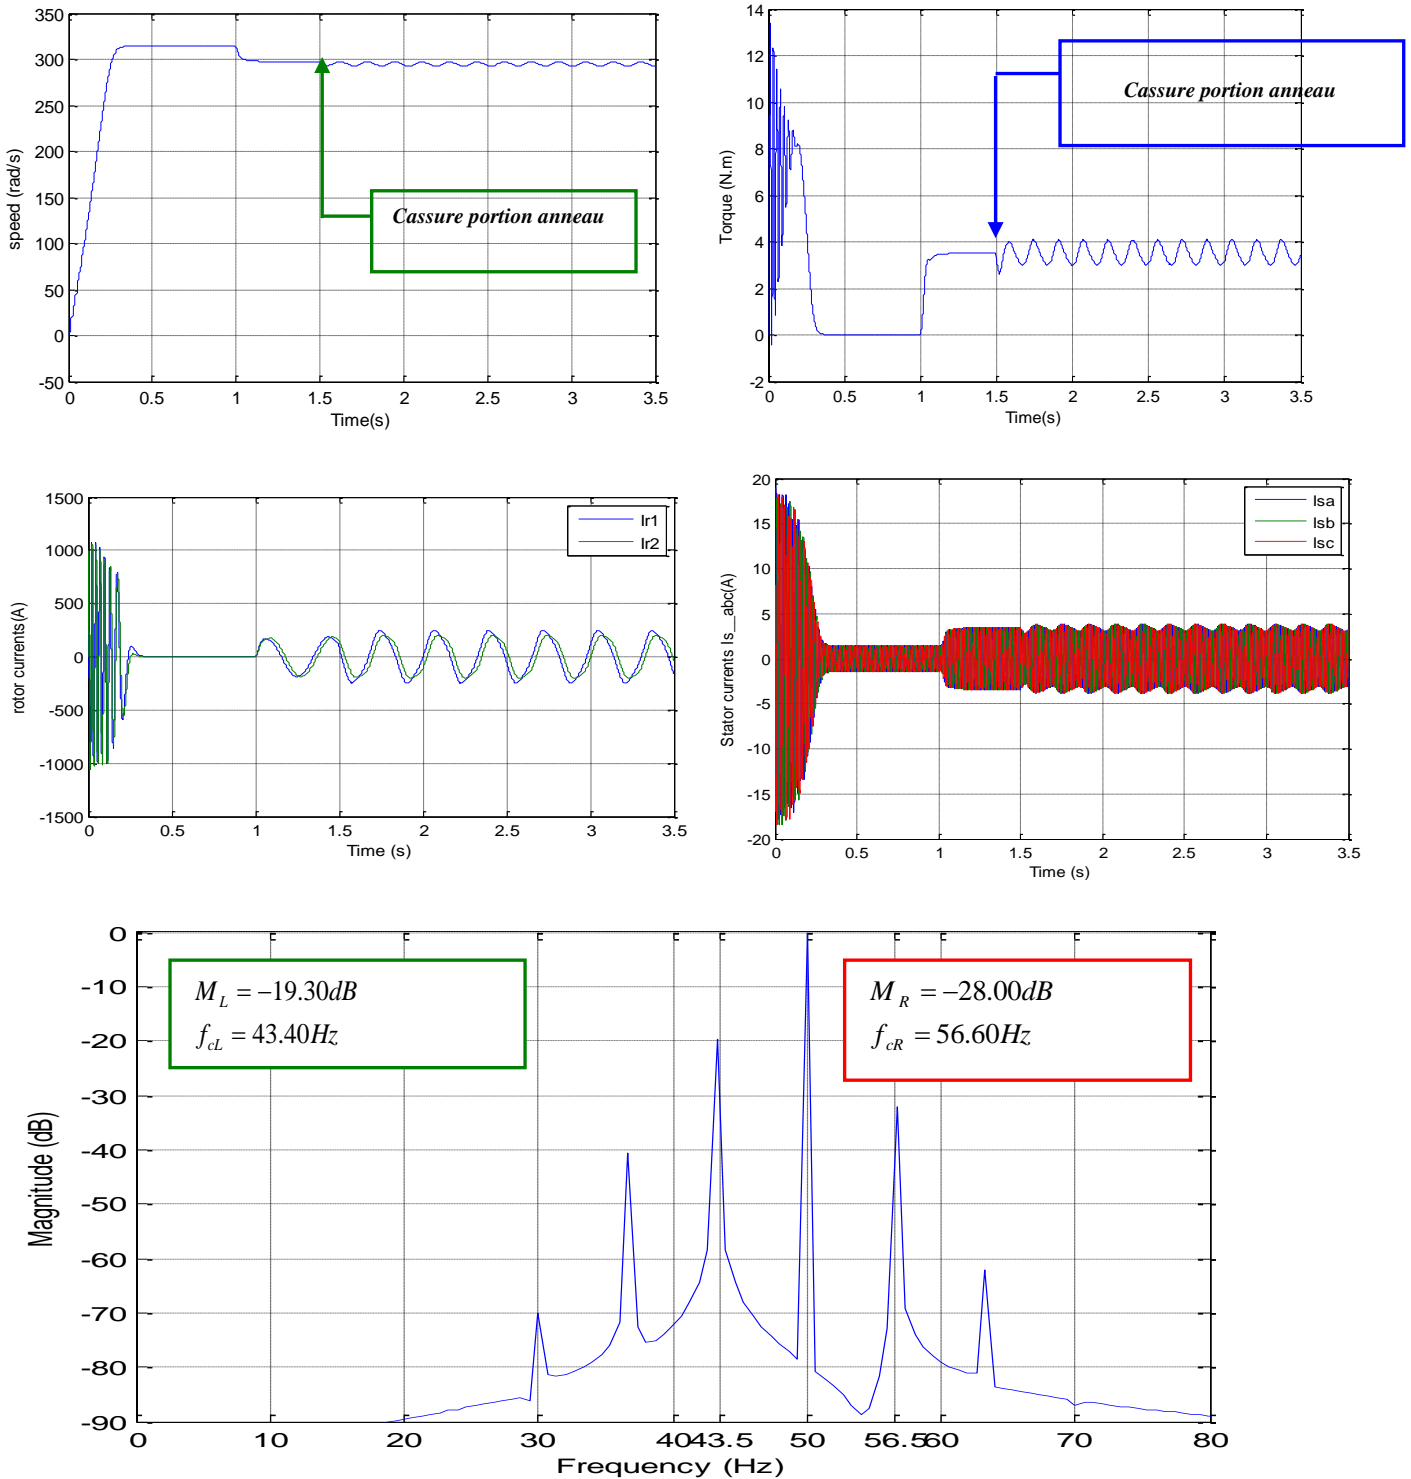 350
300
250
200
150
100
50
0
-50
speed (rad/s)
0 0.5 1 1.5 2 2.5 3 3.5
Time(s)
Cassure portion anneau
14
12
10
8
6
4
2
0
-2
Torque (N.m)
0 0.5 1 1.5 2 2.5 3 3.5
Time(s)
Cassure portion anneau
1500
1000
500
0
-500
-1000
-1500
rotor currents(A)
0 0.5 1 1.5 2 2.5 3 3.5
Time (s)
Ir1
Ir2
20
15
10
5
0
-5
-10
-15
-20
Stator currents Is__abc(A)
0 0.5 1 1.5 2 2.5 3 3.5
Time (s)
Isa
Isb
Isc
0
-10
-20
-30
-40
-50
-60
-70
-80
-90
Magnitude (dB)
M_L = −19.30dB
f_cL = 43.40Hz
M_R = −28.00dB
f_cR = 56.60Hz
0 10 20 30 40 43.5 50 56.5 60 70 80
Frequency (Hz)